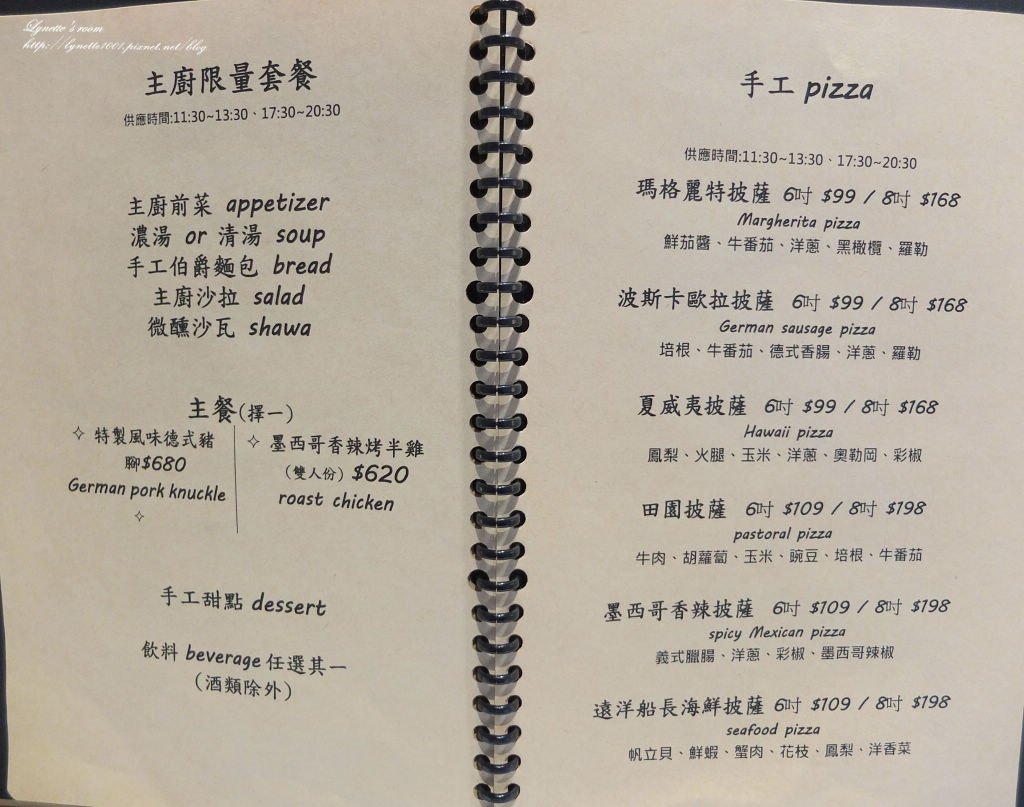 Lynette's room
http://lynette1001.pixnet.net/blog
主廚限量套餐
供應時間:11:30~13:30、17:30~20:30
主廚前菜 appetizer
濃湯 or 清湯 soup
手工伯爵麵包 bread
主廚沙拉 salad
微醺沙瓦 shawa
主餐(擇一)
✧ 特製風味德式豬
腳$680
German pork knuckle
✧
✧ 墨西哥香辣烤半雞
(雙人份) $620
roast chicken
手工甜點 dessert
飲料 beverage 任選其一
(酒類除外)
手工 pizza
供應時間:11:30~13:30、17:30~20:30
瑪格麗特披薩 6吋 $99 / 8吋 $168
Margherita pizza
鮮茄醬、牛番茄、洋蔥、黑橄欖、羅勒
波斯卡歐拉披薩 6吋 $99 / 8吋 $168
German sausage pizza
培根、牛番茄、德式香腸、洋蔥、羅勒
夏威夷披薩 6吋 $99 / 8吋 $168
Hawaii pizza
鳳梨、火腿、玉米、洋蔥、奧勒岡、彩椒
田園披薩 6吋 $109 / 8吋 $198
pastoral pizza
牛肉、胡蘿蔔、玉米、豌豆、培根、牛番茄
墨西哥香辣披薩 6吋 $109 / 8吋 $198
spicy Mexican pizza
義式臘腸、洋蔥、彩椒、墨西哥辣椒
遠洋船長海鮮披薩 6吋 $109 / 8吋 $198
seafood pizza
帆立貝、鮮蝦、蟹肉、花枝、鳳梨、洋香菜